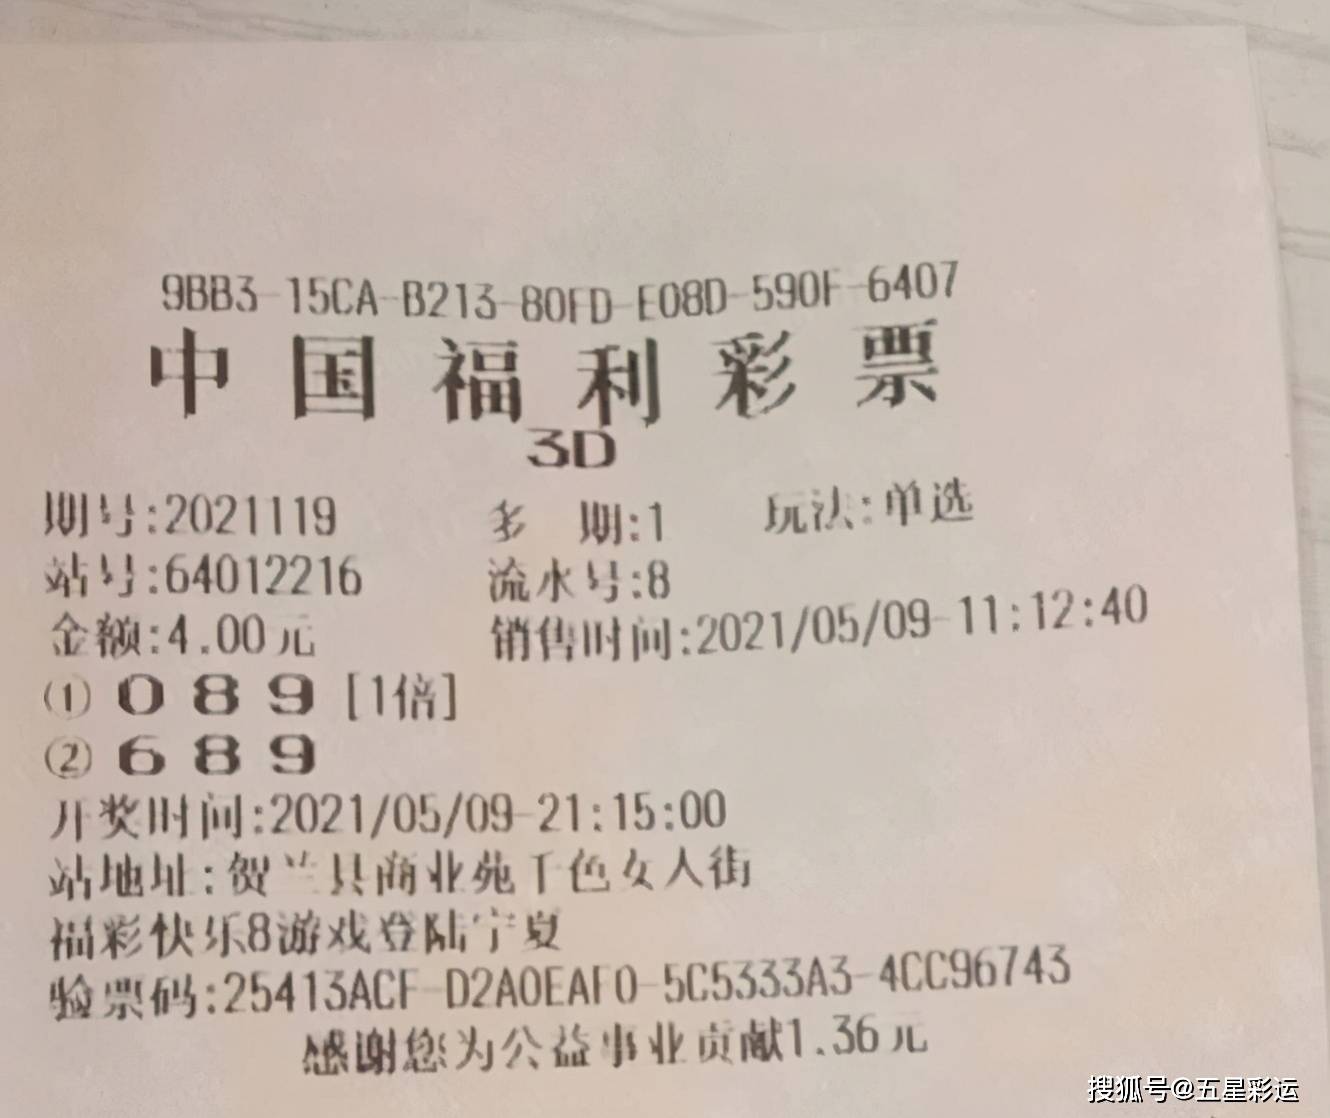 9BB3-15CA-B213-80FD-E08D-590F-6407
中国福利彩票
3D
期号:2021119 多 期:1 玩法:单选
站号:64012216 流水号:8
金额:4.00元 销售时间:2021/05/09-11:12:40
① 0 8 9 [1倍]
② 6 8 9
开奖时间:2021/05/09-21:15:00
站地址:贺兰县商业苑千色女人街
福彩快乐8游戏登陆宁夏
验票码:25413ACF-D2A0EAF0-5C5333A3-4CC96743
感谢您为公益事业贡献1.36元
搜狐号@五星彩运